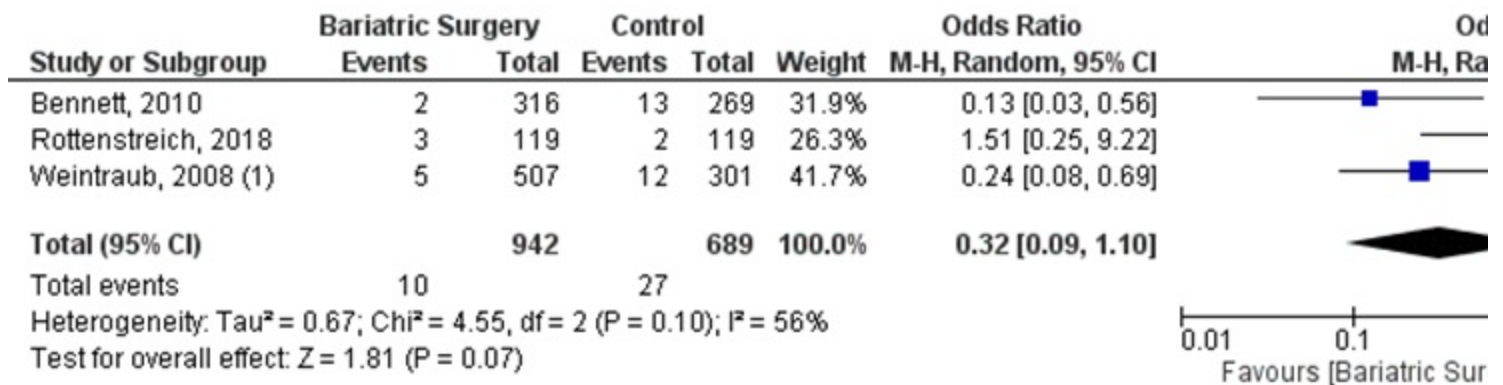 Bariatric Surgery Control Odds Ratio Od
Study or Subgroup Events Total Events Total Weight M-H, Random, 95% CI M-H, Ra
Bennett, 2010 2 316 13 269 31.9% 0.13 [0.03, 0.56]
Rottenstreich, 2018 3 119 2 119 26.3% 1.51 [0.25, 9.22]
Weintraub, 2008 (1) 5 507 12 301 41.7% 0.24 [0.08, 0.69]
Total (95% CI) 942 689 100.0% 0.32 [0.09, 1.10]
Total events 10 27
Heterogeneity: Tau² = 0.67; Chi² = 4.55, df = 2 (P = 0.10); I² = 56%
Test for overall effect: Z = 1.81 (P = 0.07)
0.01 0.1
Favours [Bariatric Sur